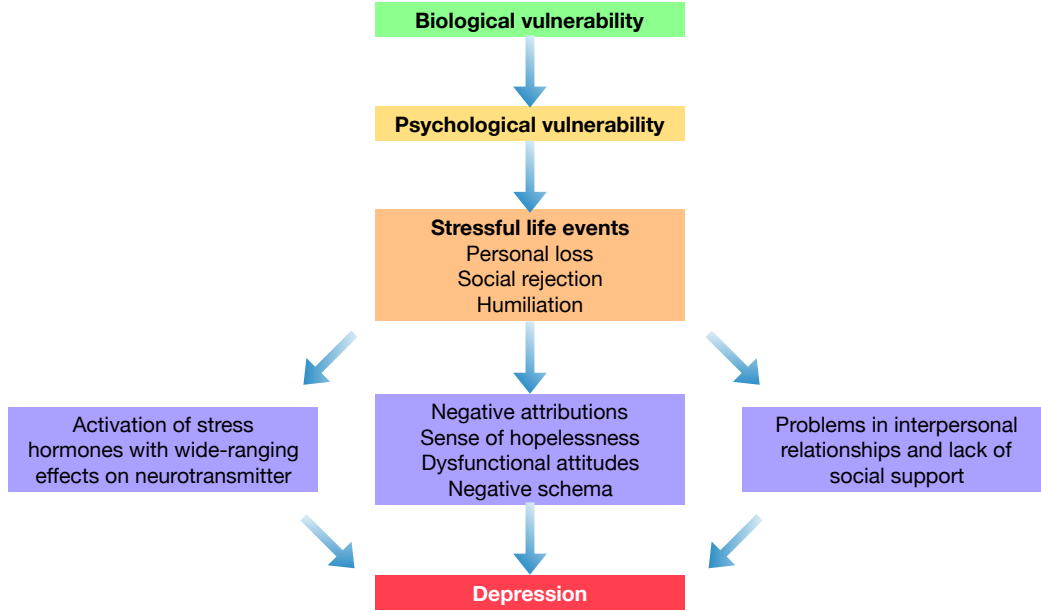 Biological vulnerability
Psychological vulnerability
Stressful life events
Personal loss
Social rejection
Humiliation
Activation of stress
hormones with wide-ranging
effects on neurotransmitter
Negative attributions
Sense of hopelessness
Dysfunctional attitudes
Negative schema
Problems in interpersonal
relationships and lack of
social support
Depression